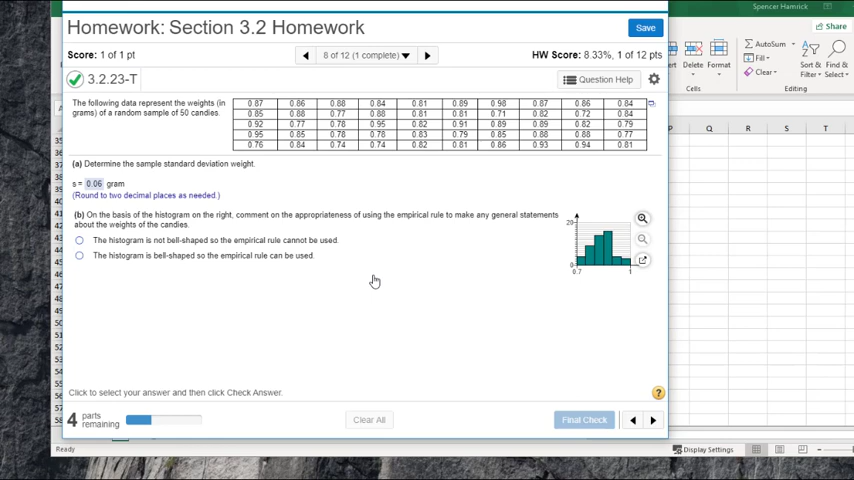 Spencer Hamrick
Homework: Section 3.2 Homework
Save
Share
Score: 1 of 1 pt
8 of 12 (1 complete)
HW Score: 8.33%, 1 of 12 pts
Delete Format
AutoSum
Fill
Clear
Sort & Find &
Filter Select
Cells
Editing
3.2.23-T
Question Help
The following data represent the weights (in
grams) of a random sample of 50 candies.
0.87 0.86 0.88 0.84 0.81 0.89 0.98 0.87 0.86 0.84
0.85 0.88 0.77 0.88 0.81 0.81 0.71 0.82 0.72 0.84
0.92 0.77 0.78 0.95 0.82 0.91 0.89 0.89 0.82 0.79
0.95 0.85 0.78 0.78 0.83 0.79 0.85 0.88 0.88 0.77
0.76 0.84 0.74 0.74 0.82 0.81 0.86 0.93 0.94 0.81
Q R S T
(a) Determine the sample standard deviation weight.
s = 0.06 gram
(Round to two decimal places as needed.)
(b) On the basis of the histogram on the right, comment on the appropriateness of using the empirical rule to make any general statements
about the weights of the candies.
The histogram is not bell-shaped so the empirical rule cannot be used.
The histogram is bell-shaped so the empirical rule can be used.
20
0
0.7 1
Click to select your answer and then click Check Answer.
?
4 parts
remaining
Clear All
Final Check
Ready
Display Settings